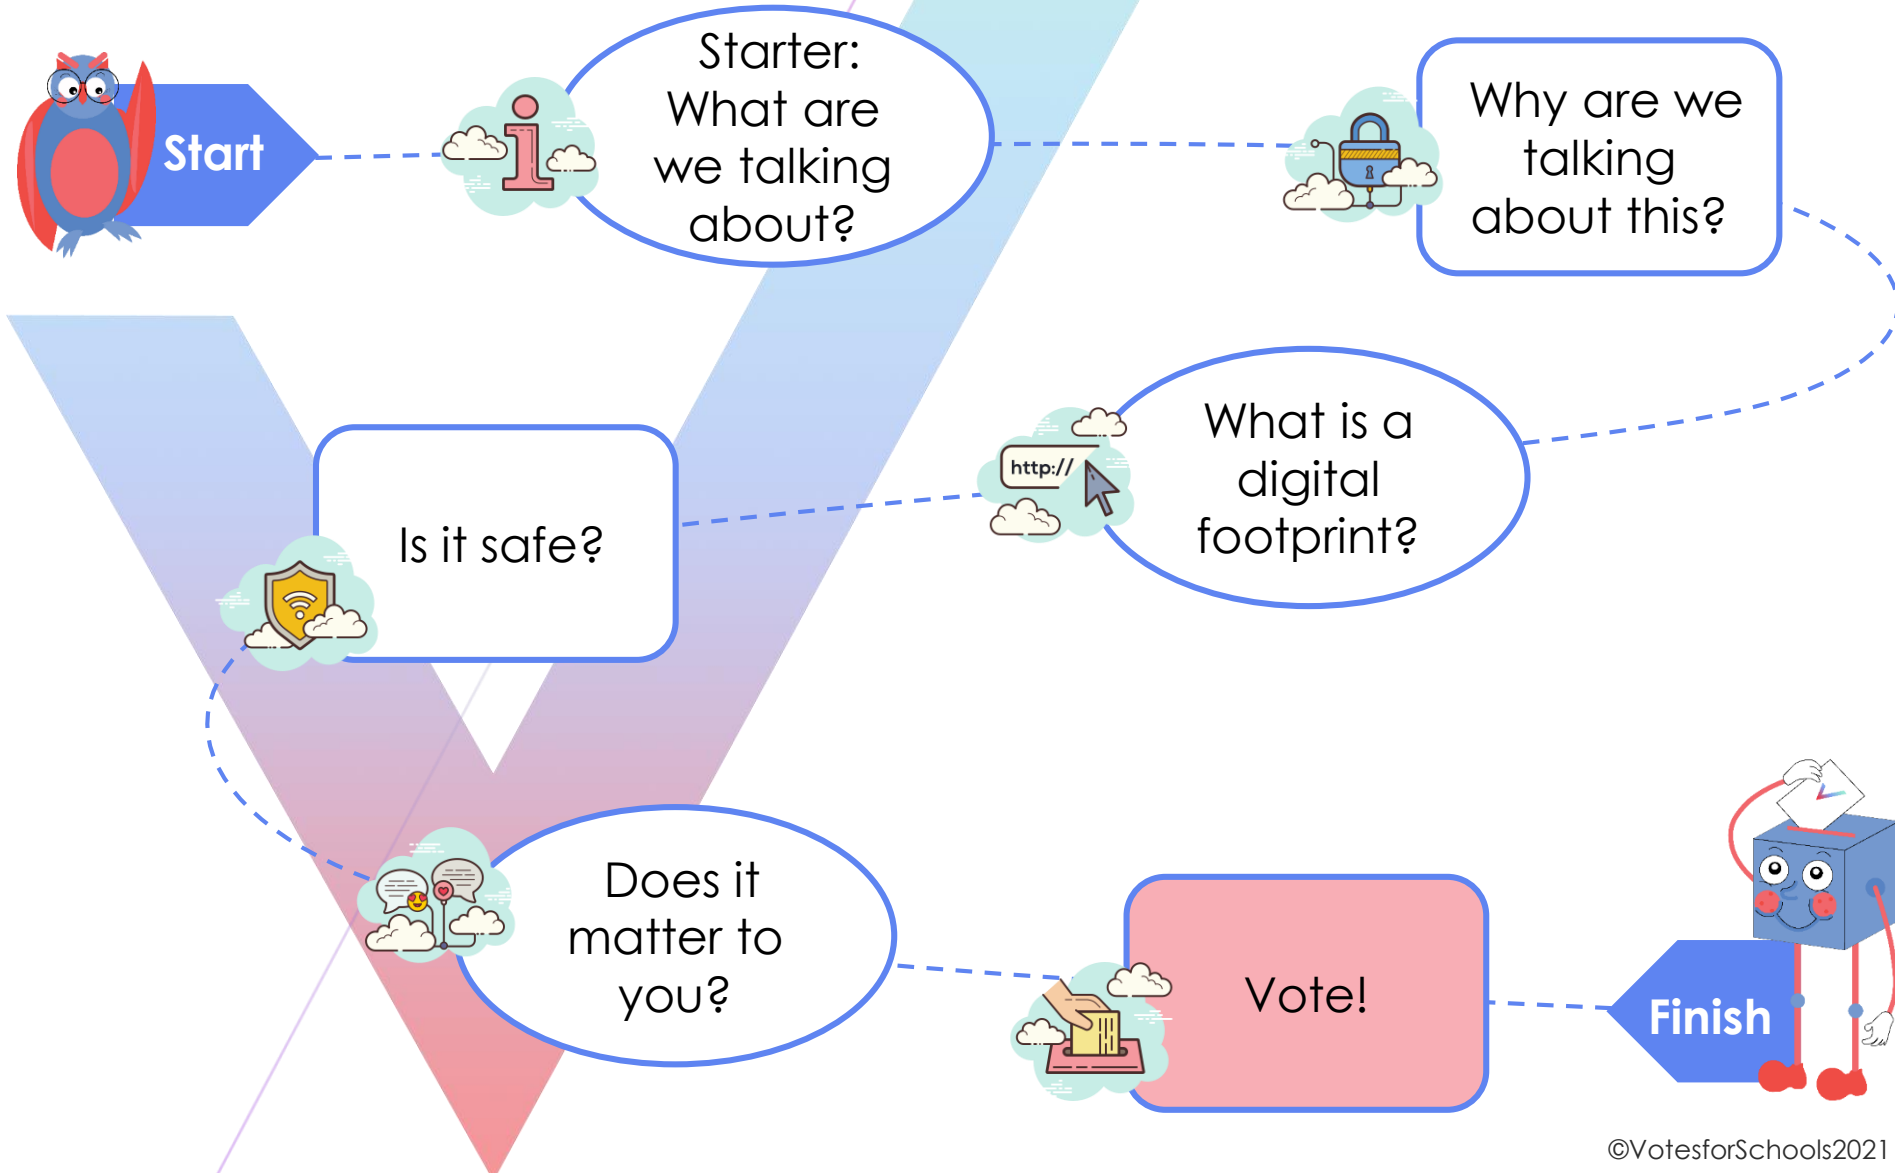 Start
Starter:
What are
we talking
about?
Why are we
talking
about this?
What is a
digital
footprint?
http://
Is it safe?
Does it
matter to
you?
Vote!
Finish
©VotesforSchools2021